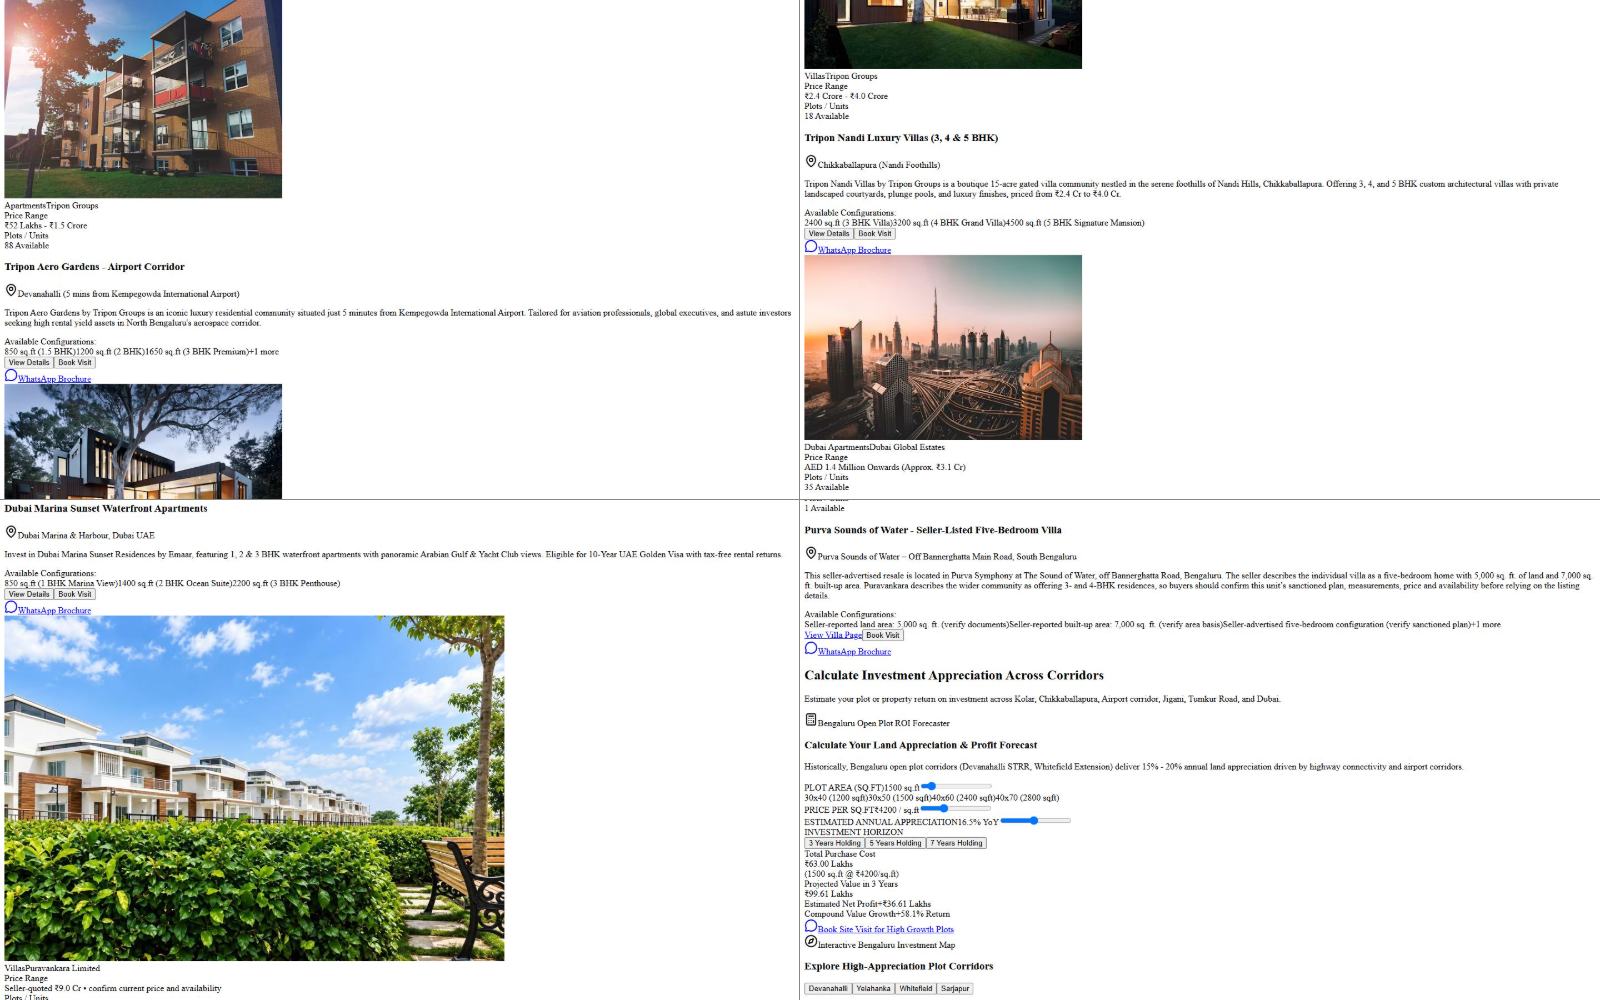 ApartmentsTripon Groups
Price Range
₹52 Lakhs - ₹1.5 Crore
Plots / Units
88 Available
Tripon Aero Gardens - Airport Corridor
Devanahalli (5 mins from Kempegowda International Airport)
Tripon Aero Gardens by Tripon Groups is an iconic luxury residential community situated just 5 minutes from Kempegowda International Airport. Tailored for aviation professionals, global executives, and astute investors
seeking high rental yield assets in North Bengaluru's aerospace corridor.
Available Configurations:
850 sq.ft (1.5 BHK)1200 sq.ft (2 BHK)1650 sq.ft (3 BHK Premium)+1 more
View Details Book Visit
WhatsApp Brochure
VillasTripon Groups
Price Range
₹2.4 Crore - ₹4.0 Crore
Plots / Units
18 Available
Tripon Nandi Luxury Villas (3, 4 & 5 BHK)
Chikkaballapura (Nandi Foothills)
Tripon Nandi Villas by Tripon Groups is a boutique 15-acre gated villa community nestled in the serene foothills of Nandi Hills, Chikkaballapura. Offering 3, 4, and 5 BHK custom architectural villas with private
landscaped courtyards, plunge pools, and luxury finishes, priced from ₹2.4 Cr to ₹4.0 Cr.
Available Configurations:
2400 sq.ft (3 BHK Villa)3200 sq.ft (4 BHK Grand Villa)4500 sq.ft (5 BHK Signature Mansion)
View Details Book Visit
WhatsApp Brochure
Dubai ApartmentsDubai Global Estates
Price Range
AED 1.4 Million Onwards (Approx. ₹3.1 Cr)
Plots / Units
35 Available
Dubai Marina Sunset Waterfront Apartments
Dubai Marina & Harbour, Dubai UAE
Invest in Dubai Marina Sunset Residences by Emaar, featuring 1, 2 & 3 BHK waterfront apartments with panoramic Arabian Gulf & Yacht Club views. Eligible for 10-Year UAE Golden Visa with tax-free rental returns.
Available Configurations:
850 sq.ft (1 BHK Marina View)1400 sq.ft (2 BHK Ocean Suite)2200 sq.ft (3 BHK Penthouse)
View Details Book Visit
WhatsApp Brochure
VillasPuravankara Limited
Price Range
Seller-quoted ₹9.0 Cr • confirm current price and availability
Plots / Units
1 Available
Purva Sounds of Water - Seller-Listed Five-Bedroom Villa
Purva Sounds of Water – Off Bannerghatta Main Road, South Bengaluru
This seller-advertised resale is located in Purva Symphony at The Sound of Water, off Bannerghatta Road, Bengaluru. The seller describes the individual villa as a five-bedroom home with 5,000 sq. ft. of land and 7,000 sq.
ft. built-up area. Puravankara describes the wider community as offering 3- and 4-BHK residences, so buyers should confirm this unit's sanctioned plan, measurements, price and availability before relying on the listing
details.
Available Configurations:
Seller-reported land area: 5,000 sq. ft. (verify documents)Seller-reported built-up area: 7,000 sq. ft. (verify area basis)Seller-advertised five-bedroom configuration (verify sanctioned plan)+1 more
View Villa Page Book Visit
WhatsApp Brochure
Calculate Investment Appreciation Across Corridors
Estimate your plot or property return on investment across Kolar, Chikkaballapura, Airport corridor, Jigani, Tumkur Road, and Dubai.
Bengaluru Open Plot ROI Forecaster
Calculate Your Land Appreciation & Profit Forecast
Historically, Bengaluru open plot corridors (Devanahalli STRR, Whitefield Extension) deliver 15% - 20% annual land appreciation driven by highway connectivity and airport corridors.
PLOT AREA (SQ.FT)1500 sq.ft
30x40 (1200 sqft)30x50 (1500 sqft)40x60 (2400 sqft)40x70 (2800 sqft)
PRICE PER SQ.FT₹4200 / sq.ft
ESTIMATED ANNUAL APPRECIATION16.5% YoY
INVESTMENT HORIZON
3 Years Holding 5 Years Holding 7 Years Holding
Total Purchase Cost
₹63.00 Lakhs
(1500 sq.ft @ ₹4200/sq.ft)
Projected Value in 3 Years
₹99.61 Lakhs
Estimated Net Profit+₹36.61 Lakhs
Compound Value Growth+58.1% Return
Book Site Visit for High Growth Plots
Interactive Bengaluru Investment Map
Explore High-Appreciation Plot Corridors
Devanahalli Yelahanka Whitefield Sarjapur